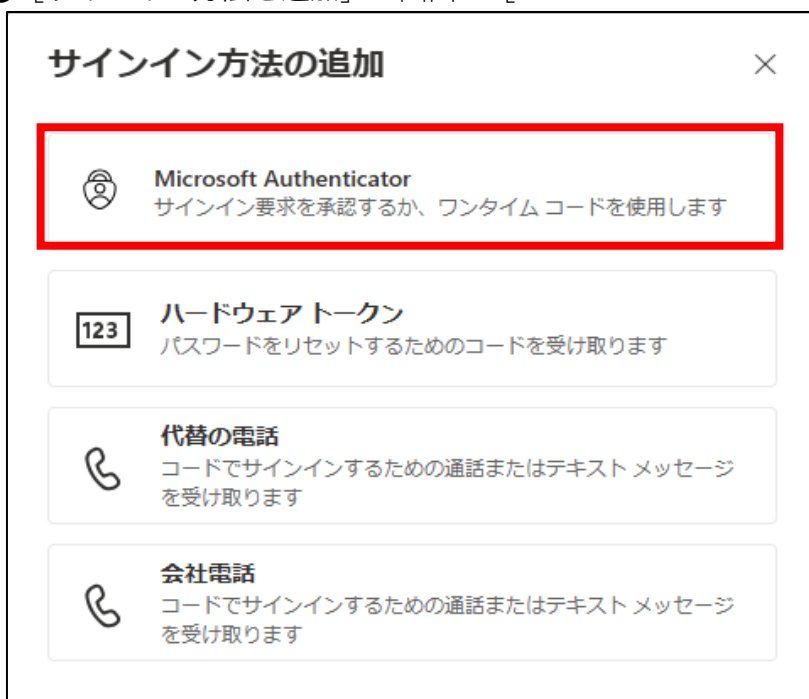 サインイン方法の追加
Microsoft Authenticator
サインイン要求を承認するか、ワンタイム コードを使用します
123
ハードウェア トークン
パスワードをリセットするためのコードを受け取ります
代替の電話
コードでサインインするための通話またはテキスト メッセージ
を受け取ります
会社電話
コードでサインインするための通話またはテキスト メッセージ
を受け取ります